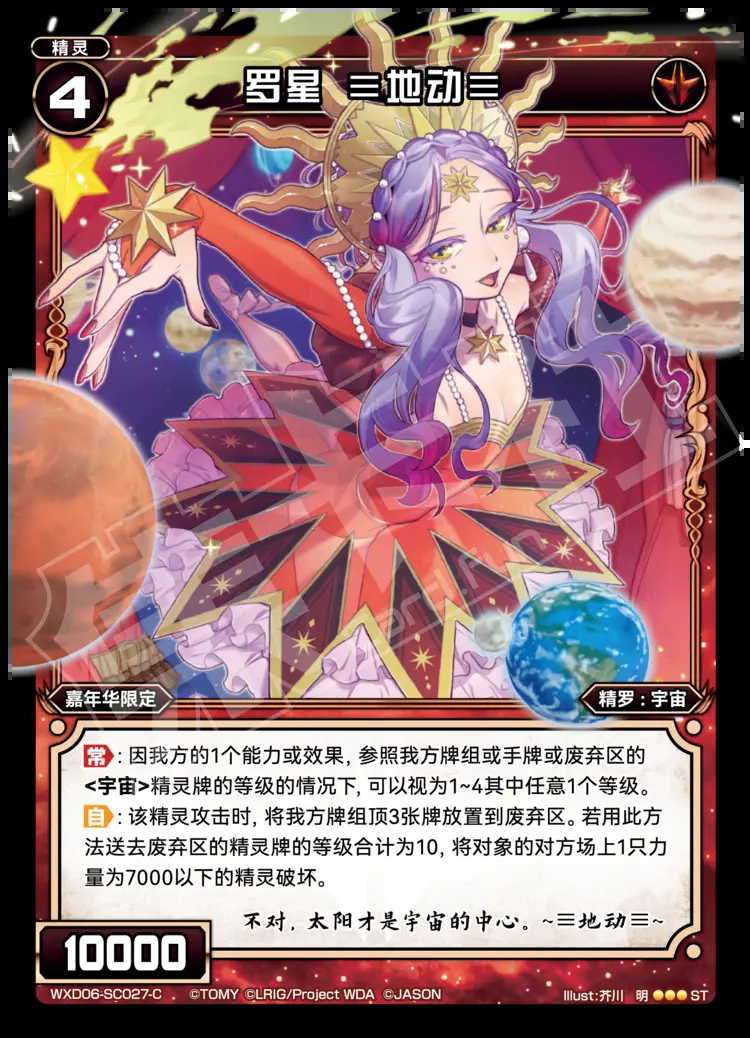 精灵
4
罗星 ≡地动≡
嘉年华限定
精罗：宇宙
常：因我方的1个能力或效果，参照我方牌组或手牌或废弃区的
<宇宙>精灵牌的等级的情况下，可以视为1~4其中任意1个等级。
自：该精灵攻击时，将我方牌组顶3张牌放置到废弃区。若用此方
法送去废弃区的精灵牌的等级合计为10，将对象的对方场上1只力
量为7000以下的精灵破坏。
不对，太阳才是宇宙的中心。~≡地动≡~
10000
WXD06-SC027-C ©TOMY ©LRIG/Project WDA ©JASON
Illust:芥川 明 ST